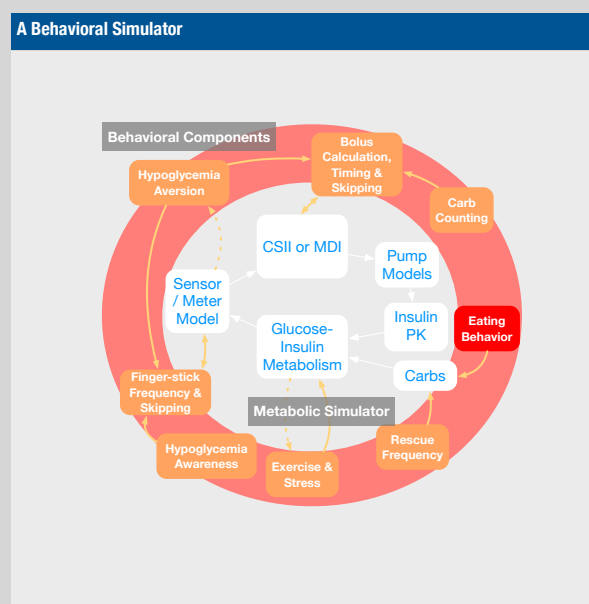 A Behavioral Simulator
Behavioral Components
Bolus
Calculation,
Timing &
Skipping
Hypoglycemia
Aversion
Carb
Counting
CSII or MDI
Pump
Models
Sensor
/ Meter
Model
Insulin
PK
Eating
Behavior
Glucose-
Insulin
Metabolism
Carbs
Finger-stick
Frequency &
Skipping
Metabolic Simulator
Hypoglycemia
Awareness
Exercise &
Stress
Rescue
Frequency